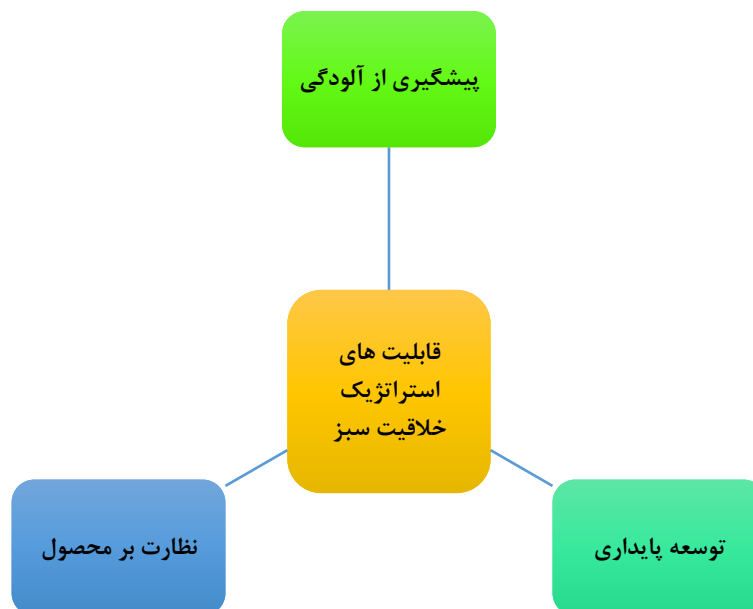 پیشگیری از آلودگی
قابلیت های
استراتژیک
خلاقیت سبز
توسعه پایداری
نظارت بر محصول